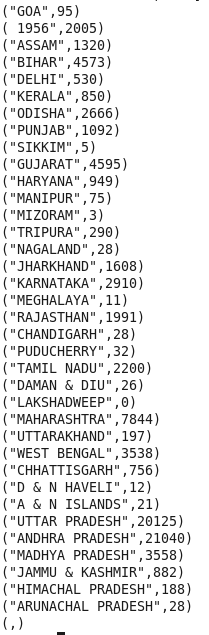 ("GOA",95)
( 1956",2005)
("ASSAM",1320)
("BIHAR",4573)
("DELHI",530)
("KERALA",850)
("ODISHA",2666)
("PUNJAB",1092)
("SIKKIM",5)
("GUJARAT",4595)
("HARYANA",949)
("MANIPUR",75)
("MIZORAM",3)
("TRIPURA",290)
("NAGALAND",28)
("JHARKHAND",1608)
("KARNATAKA",2910)
("MEGHALAYA",11)
("RAJASTHAN",1991)
("CHANDIGARH",28)
("PUDUCHERRY",32)
("TAMIL NADU",2200)
("DAMAN & DIU",26)
("LAKSHADWEEP",0)
("MAHARASHTRA",7844)
("UTTARAKHAND",197)
("WEST BENGAL",3538)
("CHHATTISGARH",756)
("D & N HAVELI",12)
("A & N ISLANDS",21)
("UTTAR PRADESH",20125)
("ANDHRA PRADESH",21040)
("MADHYA PRADESH",3558)
("JAMMU & KASHMIR",882)
("HIMACHAL PRADESH",188)
("ARUNACHAL PRADESH",28)
(,)